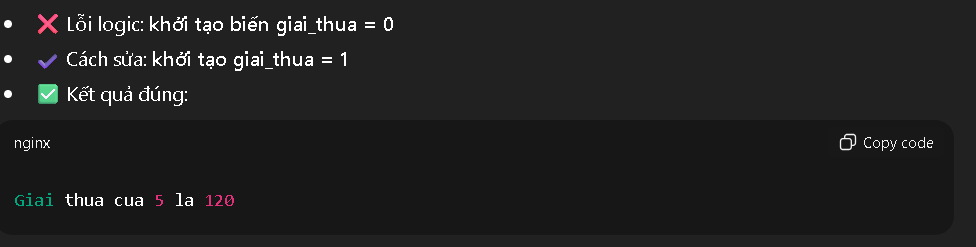 ❌ Lỗi logic: khởi tạo biến giai_thua = 0
✔ Cách sửa: khởi tạo giai_thua = 1
✅ Kết quả đúng:
nginx Copy code
Giai thua cua 5 la 120